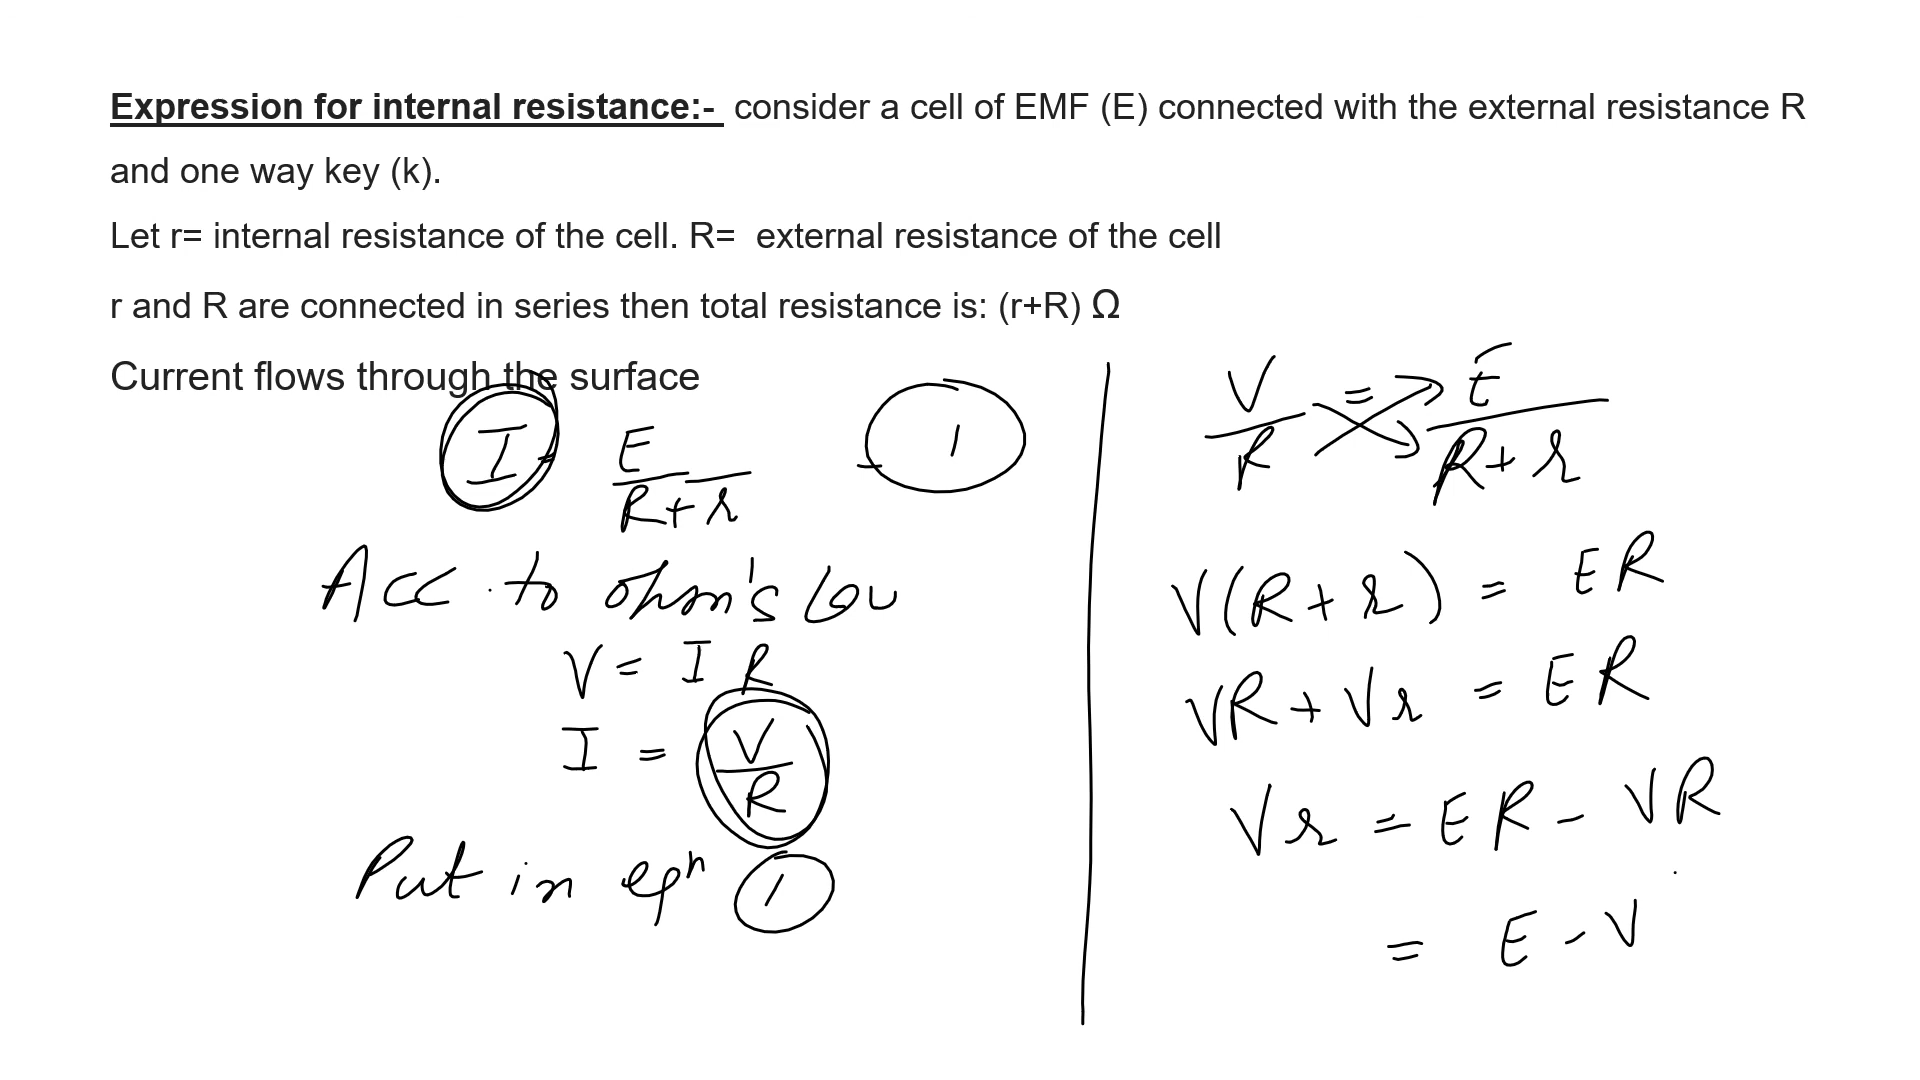 Expression for internal resistance:- consider a cell of EMF (E) connected with the external resistance R
and one way key (k).
Let r= internal resistance of the cell. R= external resistance of the cell
r and R are connected in series then total resistance is: (r+R) Ω
Current flows through the surface
I = E/R+r - 1
Acc. to ohm's law
V = I R
I = V/R
Put in eqn 1
V/R = E/R+r
V(R+r) = ER
VR + Vr = ER
Vr = ER - VR
= E - V